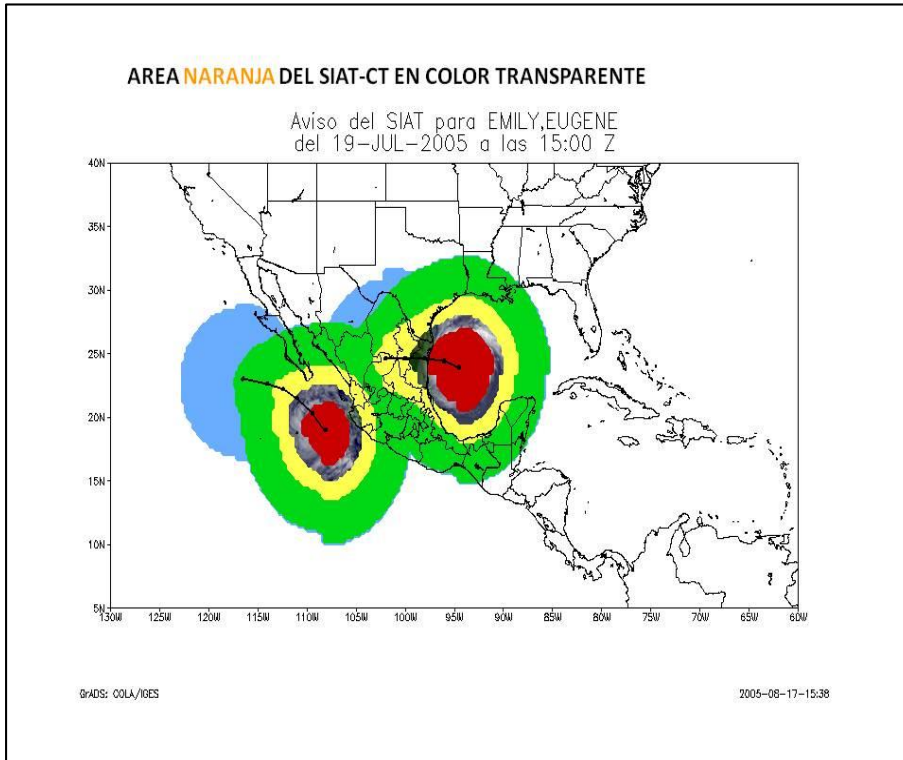 AREA NARANJA DEL SIAT-CT EN COLOR TRANSPARENTE
Aviso del SIAT para EMILY,EUGENE
del 19-JUL-2005 a las 15:00 Z
40N
35N
30N
25N
20N
15N
10N
5N
130W 125W 120W 115W 110W 105W 100W 95W 90W 85W 80W 75W 70W 65W 60W
GrADS: COLA/IGES 2005-08-17-15:38